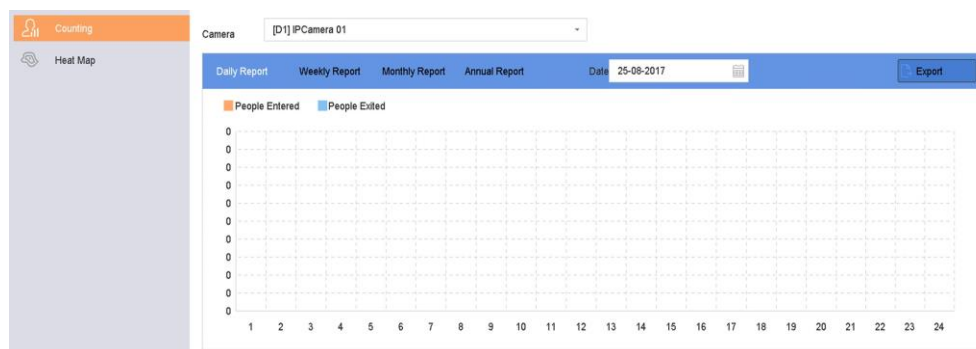 Counting
Heat Map
Camera [D1] IPCamera 01
Daily Report Weekly Report Monthly Report Annual Report Date 25-08-2017 Export
People Entered People Exited
0
0
0
0
0
0
0
0
0
0
0
1 2 3 4 5 6 7 8 9 10 11 12 13 14 15 16 17 18 19 20 21 22 23 24